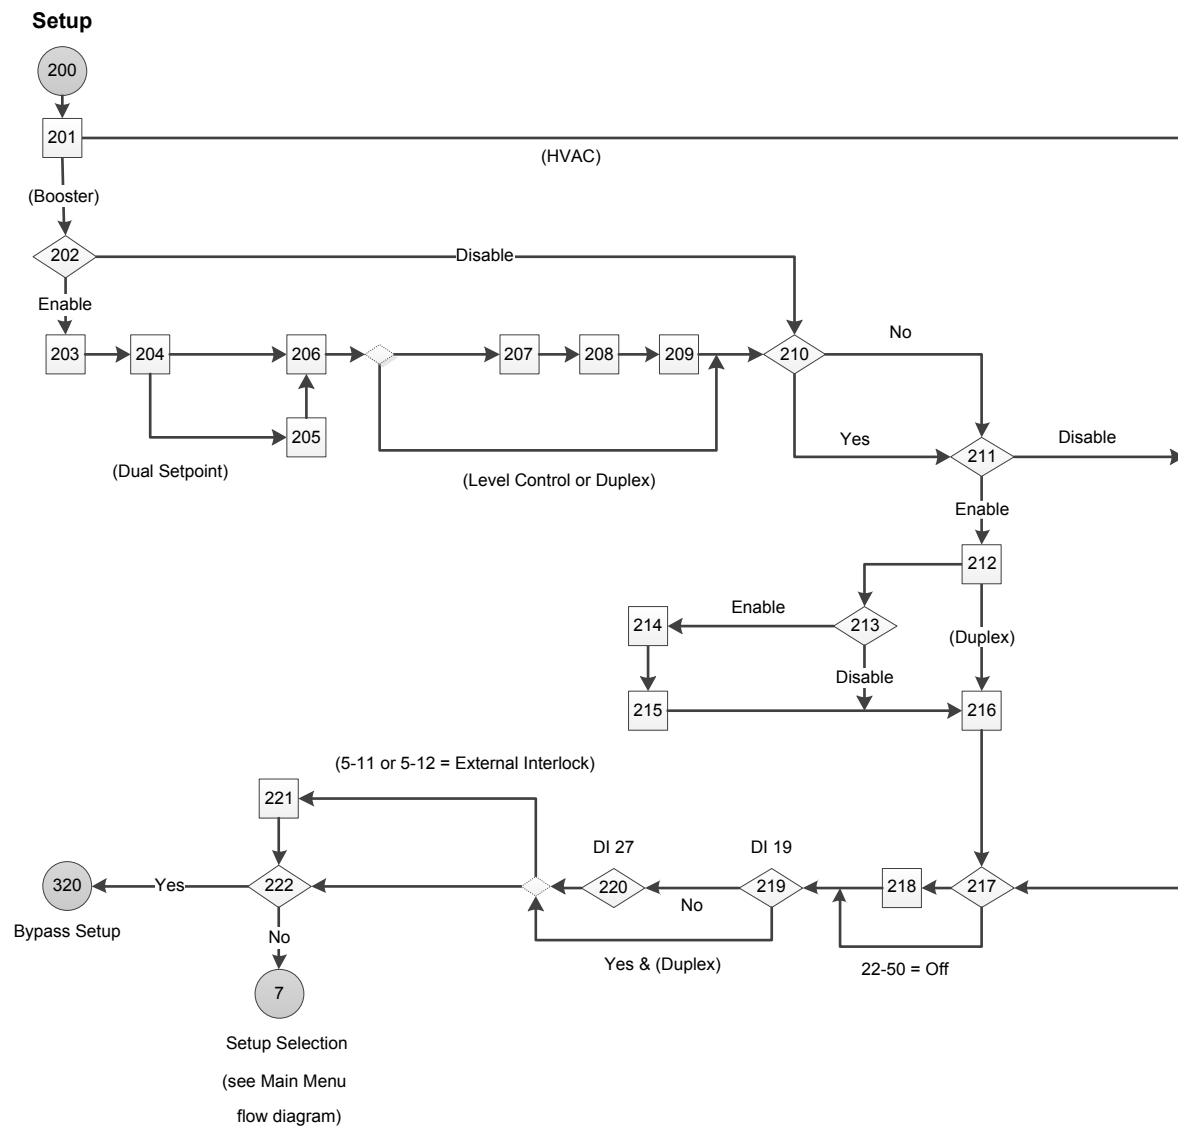 Setup
200
201
(HVAC)
(Booster)
202
Disable
Enable
No
203
204
206
207
208
209
210
205
Yes
Disable
211
(Dual Setpoint)
(Level Control or Duplex)
Enable
212
Enable
213
214
(Duplex)
Disable
215
216
(5-11 or 5-12 = External Interlock)
221
DI 27
DI 19
320
Yes
222
220
219
218
217
No
Bypass Setup
No
Yes & (Duplex)
22-50 = Off
7
Setup Selection
(see Main Menu
flow diagram)